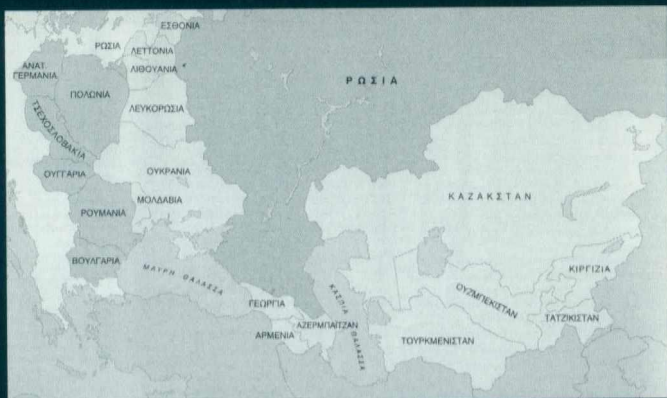 ΕΣΘΟΝΙΑ
ΡΩΣΙΑ
ΛΕΤΤΟΝΙΑ
ΑΝΑΤ.
ΓΕΡΜΑΝΙΑ
ΛΙΘΟΥΑΝΙΑ
ΡΩΣΙΑ
ΠΟΛΩΝΙΑ
ΛΕΥΚΟΡΩΣΙΑ
ΤΣΕΧΟΣΛΟΒΑΚΙΑ
ΟΥΓΓΑΡΙΑ
ΟΥΚΡΑΝΙΑ
ΚΑΖΑΚΣΤΑΝ
ΜΟΛΔΑΒΙΑ
ΡΟΥΜΑΝΙΑ
ΒΟΥΛΓΑΡΙΑ
ΜΑΥΡΗ ΘΑΛΑΣΣΑ
ΚΙΡΓΙΖΙΑ
ΟΥΖΜΠΕΚΙΣΤΑΝ
ΓΕΩΡΓΙΑ
ΚΑΣΠΙΑ ΘΑΛΑΣΣΑ
ΤΑΤΖΙΚΙΣΤΑΝ
ΑΖΕΡΜΠΑΪΤΖΑΝ
ΑΡΜΕΝΙΑ
ΤΟΥΡΚΜΕΝΙΣΤΑΝ